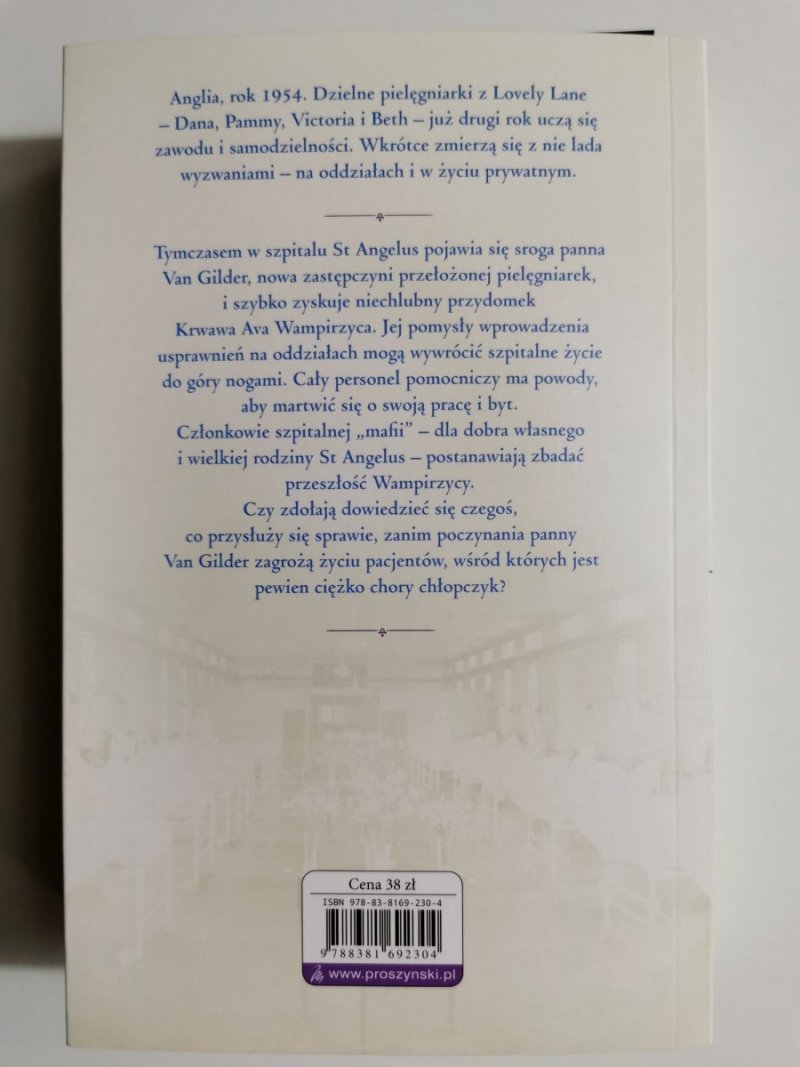 Anglia, rok 1954. Dzielne pielęgniarki z Lovely Lane
– Dana, Pammy, Victoria i Beth – już drugi rok uczą się
zawodu i samodzielności. Wkrótce zmierzą się z nie lada
wyzwaniami – na oddziałach i w życiu prywatnym.
Tymczasem w szpitalu St Angelus pojawia się sroga panna
Van Gilder, nowa zastępczyni przełożonej pielęgniarek,
i szybko zyskuje niechlubny przydomek
Krwawa Ava Wampirzyca. Jej pomysły wprowadzenia
usprawnień na oddziałach mogą wywrócić szpitalne życie
do góry nogami. Cały personel pomocniczy ma powody,
aby martwić się o swoją pracę i byt.
Członkowie szpitalnej „mafii” – dla dobra własnego
i wielkiej rodziny St Angelus – postanawiają zbadać
przeszłość Wampirzycy.
Czy zdołają dowiedzieć się czegoś,
co przysłuży się sprawie, zanim poczynania panny
Van Gilder zagrożą życiu pacjentów, wśród których jest
pewien ciężko chory chłopczyk?
Cena 38 zł
ISBN 978-83-8169-230-4
9 788381 692304
www.proszynski.pl